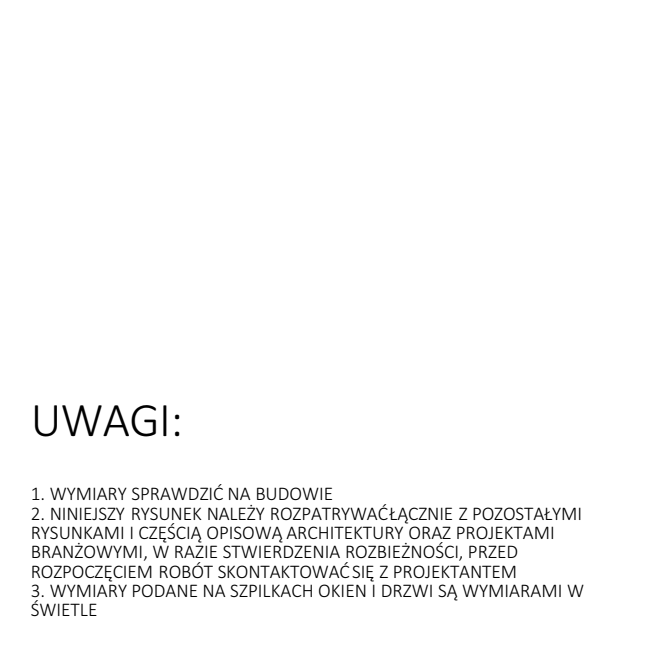 UWAGI:
1. WYMIARY SPRAWDZIĆ NA BUDOWIE
2. NINIEJSZY RYSUNEK NALEŻY ROZPATRYWAĆŁĄCZNIE Z POZOSTAŁYMI
RYSUNKAMI I CZĘŚCIĄ OPISOWĄ ARCHITEKTURY ORAZ PROJEKTAMI
BRANŻOWYMI, W RAZIE STWIERDZENIA ROZBIEŻNOŚCI, PRZED
ROZPOCZĘCIEM ROBÓT SKONTAKTOWAĆ SIĘ Z PROJEKTANTEM
3. WYMIARY PODANE NA SZPILKACH OKIEN I DRZWI SĄ WYMIARAMI W
ŚWIETLE